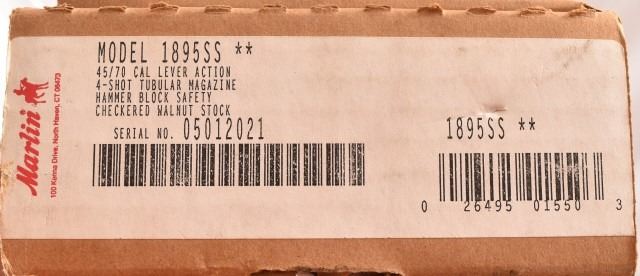 MODEL 1895SS **
45/70 CAL LEVER ACTION
4-SHOT TUBULAR MAGAZINE
HAMMER BLOCK SAFETY
CHECKERED WALNUT STOCK
SERIAL NO. 05012021
Marlin
100 Kenna Drive, North Haven, CT 06473
1895SS **
0 26495 01550 3